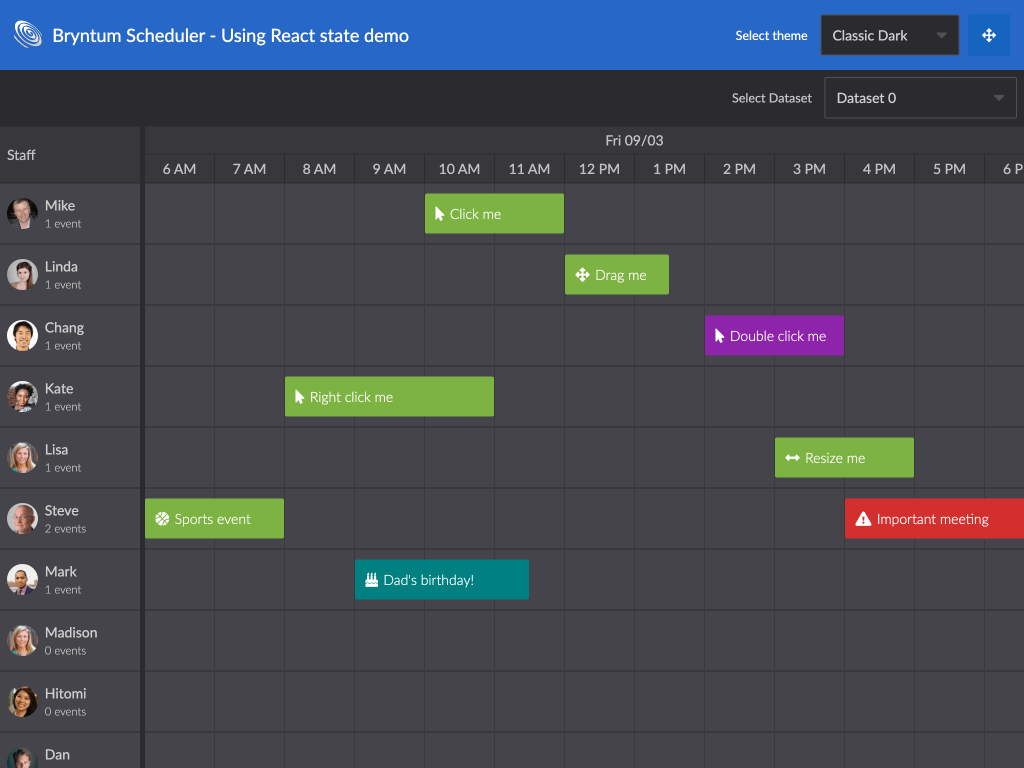 Bryntum Scheduler - Using React state demo
Select theme
Classic Dark
Select Dataset
Dataset 0
Staff
Fri 09/03
6 AM 7 AM 8 AM 9 AM 10 AM 11 AM 12 PM 1 PM 2 PM 3 PM 4 PM 5 PM 6 P
Mike
1 event
Click me
Linda
1 event
Drag me
Chang
1 event
Double click me
Kate
1 event
Right click me
Lisa
1 event
Resize me
Steve
2 events
Sports event
Important meeting
Mark
1 event
Dad's birthday!
Madison
0 events
Hitomi
0 events
Dan